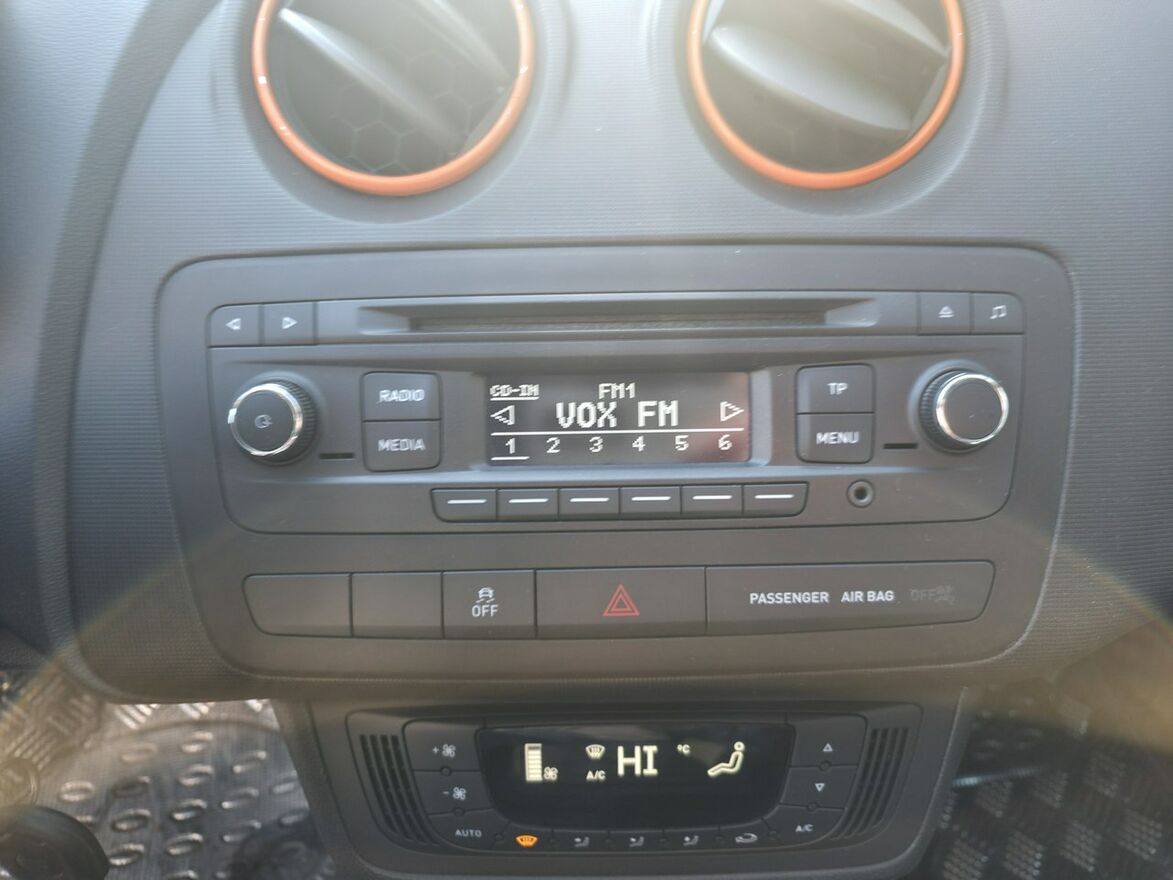 CD-IN FM1
RADIO
VOX FM
TP
MEDIA
1 2 3 4 5 6
MENU
OFF
PASSENGER AIR BAG OFF
HI °C
A/C
AUTO
A/C